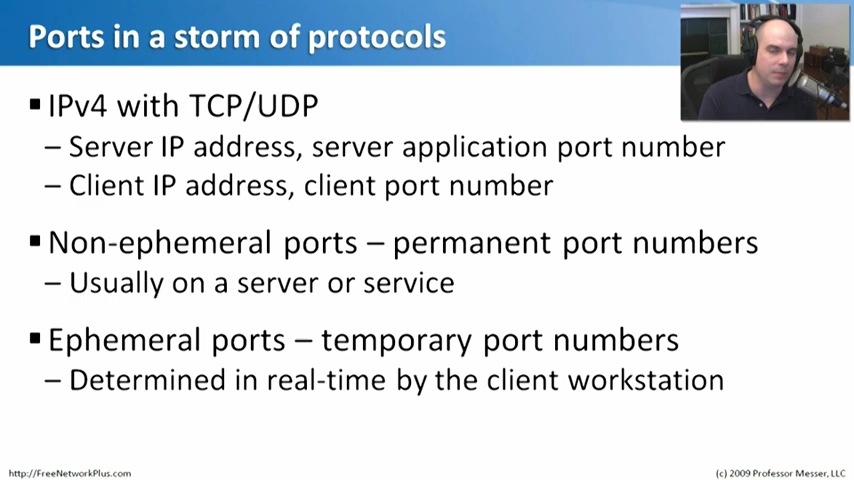 Ports in a storm of protocols
▪ IPv4 with TCP/UDP
– Server IP address, server application port number
– Client IP address, client port number
▪ Non-ephemeral ports – permanent port numbers
– Usually on a server or service
▪ Ephemeral ports – temporary port numbers
– Determined in real-time by the client workstation
http://FreeNetworkPlus.com
(c) 2009 Professor Messer, LLC